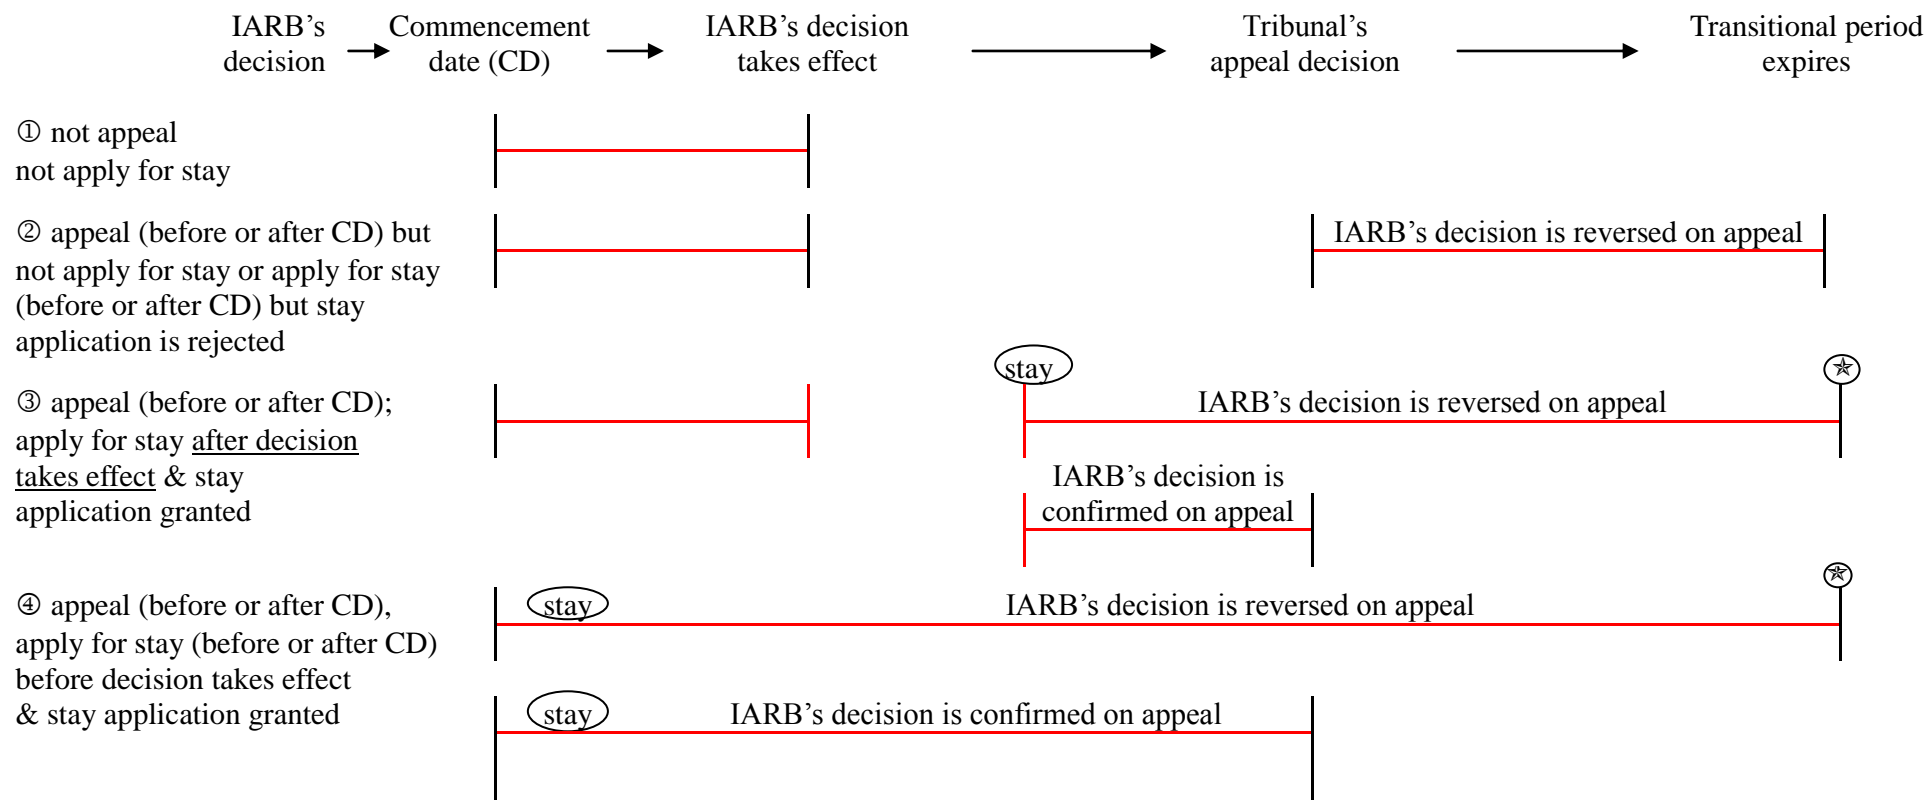 IARB’s
decision
Commencement
date (CD)
IARB’s decision
takes effect
Tribunal’s
appeal decision
Transitional period
expires
① not appeal
not apply for stay
② appeal (before or after CD) but
not apply for stay or apply for stay
(before or after CD) but stay
application is rejected
IARB’s decision is reversed on appeal
③ appeal (before or after CD);
apply for stay after decision
takes effect & stay
application granted
stay
IARB’s decision is reversed on appeal
IARB’s decision is
confirmed on appeal
④ appeal (before or after CD),
apply for stay (before or after CD)
before decision takes effect
& stay application granted
stay
IARB’s decision is reversed on appeal
stay
IARB’s decision is confirmed on appeal